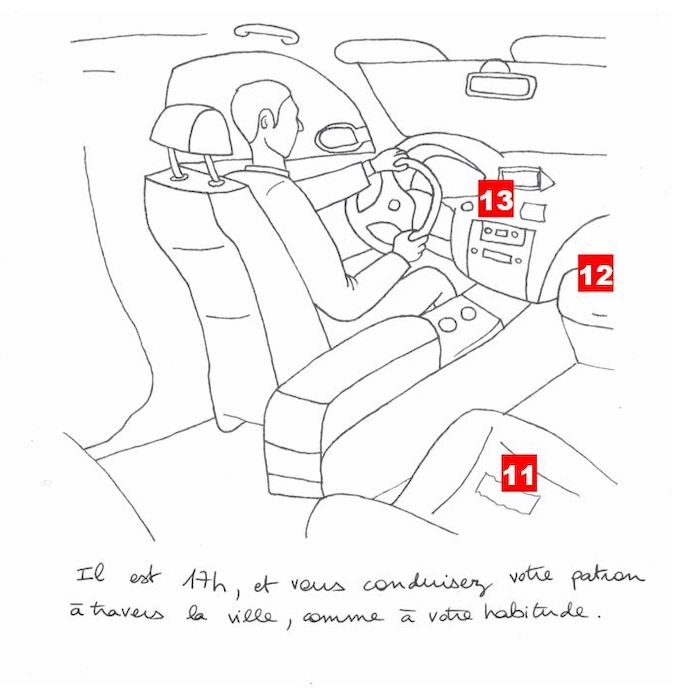 13
12
11
Il est 17h, et vous conduisez votre patron
à travers la ville, comme à votre habitude.